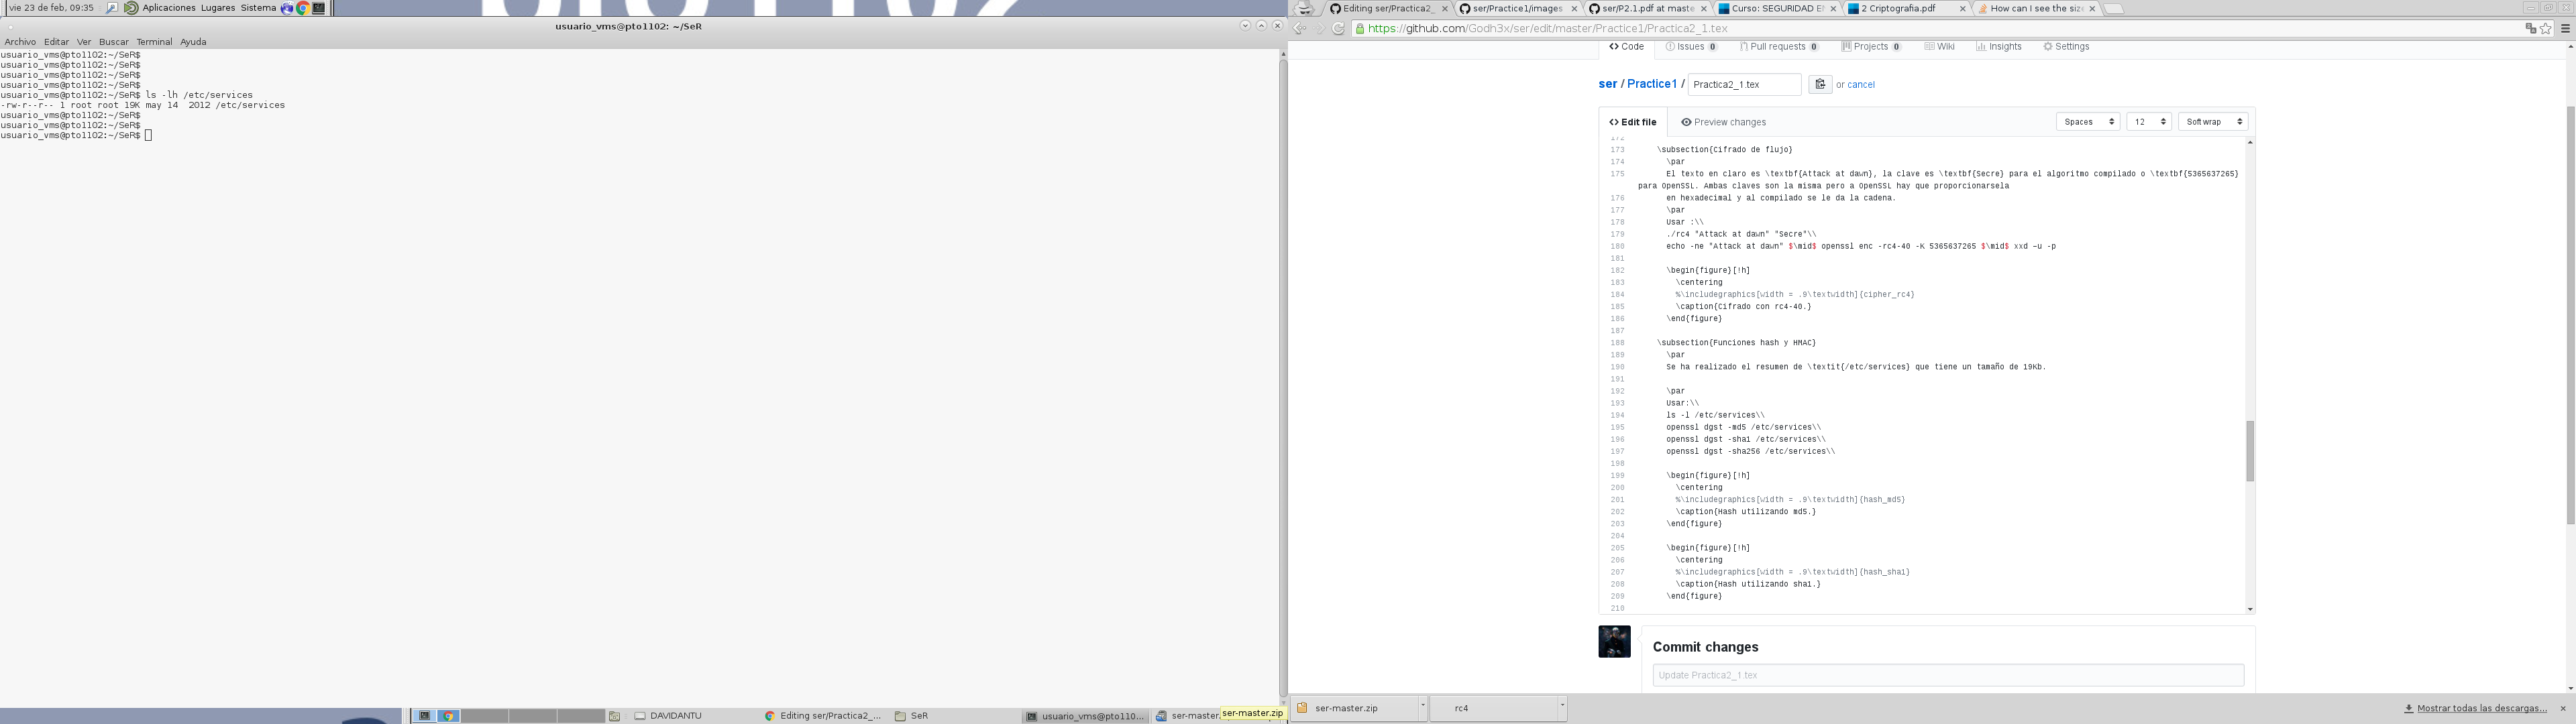 vie 23 de feb, 09:35 Aplicaciones Lugares Sistema
usuario_vms@pto1102: ~/SeR
Archivo Editar Ver Buscar Terminal Ayuda
usuario_vms@pto1102:~/SeR$
usuario_vms@pto1102:~/SeR$
usuario_vms@pto1102:~/SeR$
usuario_vms@pto1102:~/SeR$
usuario_vms@pto1102:~/SeR$ ls -lh /etc/services
-rw-r--r-- 1 root root 19K may 14  2012 /etc/services
usuario_vms@pto1102:~/SeR$
usuario_vms@pto1102:~/SeR$
usuario_vms@pto1102:~/SeR$
Editing ser/Practica2_ ser/Practice1/images ser/P2.1.pdf at maste Curso: SEGURIDAD E 2 Criptografia.pdf How can I see the size
https://github.com/Godh3x/ser/edit/master/Practice1/Practica2_1.tex
Code Issues 0 Pull requests 0 Projects 0 Wiki Insights Settings
ser / Practice1 / Practica2_1.tex or cancel
<> Edit file Preview changes Spaces 12 Soft wrap
172
173 \subsection{Cifrado de flujo}
174 \par
175 El texto en claro es \textbf{Attack at dawn}, la clave es \textbf{Secre} para el algoritmo compilado o \textbf{5365637265}
para OpenSSL. Ambas claves son la misma pero a OpenSSL hay que proporcionarsela
176 en hexadecimal y al compilado se le da la cadena.
177 \par
178 Usar :\\
179 ./rc4 "Attack at dawn" "Secre"\\
180 echo -ne "Attack at dawn" $\mid$ openssl enc -rc4-40 -K 5365637265 $\mid$ xxd –u -p
181
182 \begin{figure}[!h]
183 \centering
184 %\includegraphics[width = .9\textwidth]{cipher_rc4}
185 \caption{Cifrado con rc4-40.}
186 \end{figure}
187
188 \subsection{Funciones hash y HMAC}
189 \par
190 Se ha realizado el resumen de \textit{/etc/services} que tiene un tamaño de 19Kb.
191
192 \par
193 Usar:\\
194 ls -l /etc/services\\
195 openssl dgst -md5 /etc/services\\
196 openssl dgst -sha1 /etc/services\\
197 openssl dgst -sha256 /etc/services\\
198
199 \begin{figure}[!h]
200 \centering
201 %\includegraphics[width = .9\textwidth]{hash_md5}
202 \caption{Hash utilizando md5.}
203 \end{figure}
204
205 \begin{figure}[!h]
206 \centering
207 %\includegraphics[width = .9\textwidth]{hash_sha1}
208 \caption{Hash utilizando sha1.}
209 \end{figure}
210
Commit changes
Update Practica2_1.tex
ser-master.zip rc4 Mostrar todas las descargas...
DAVIDANTU Editing ser/Practica2_... SeR usuario_vms@pto110... ser-master. ser-master.zip